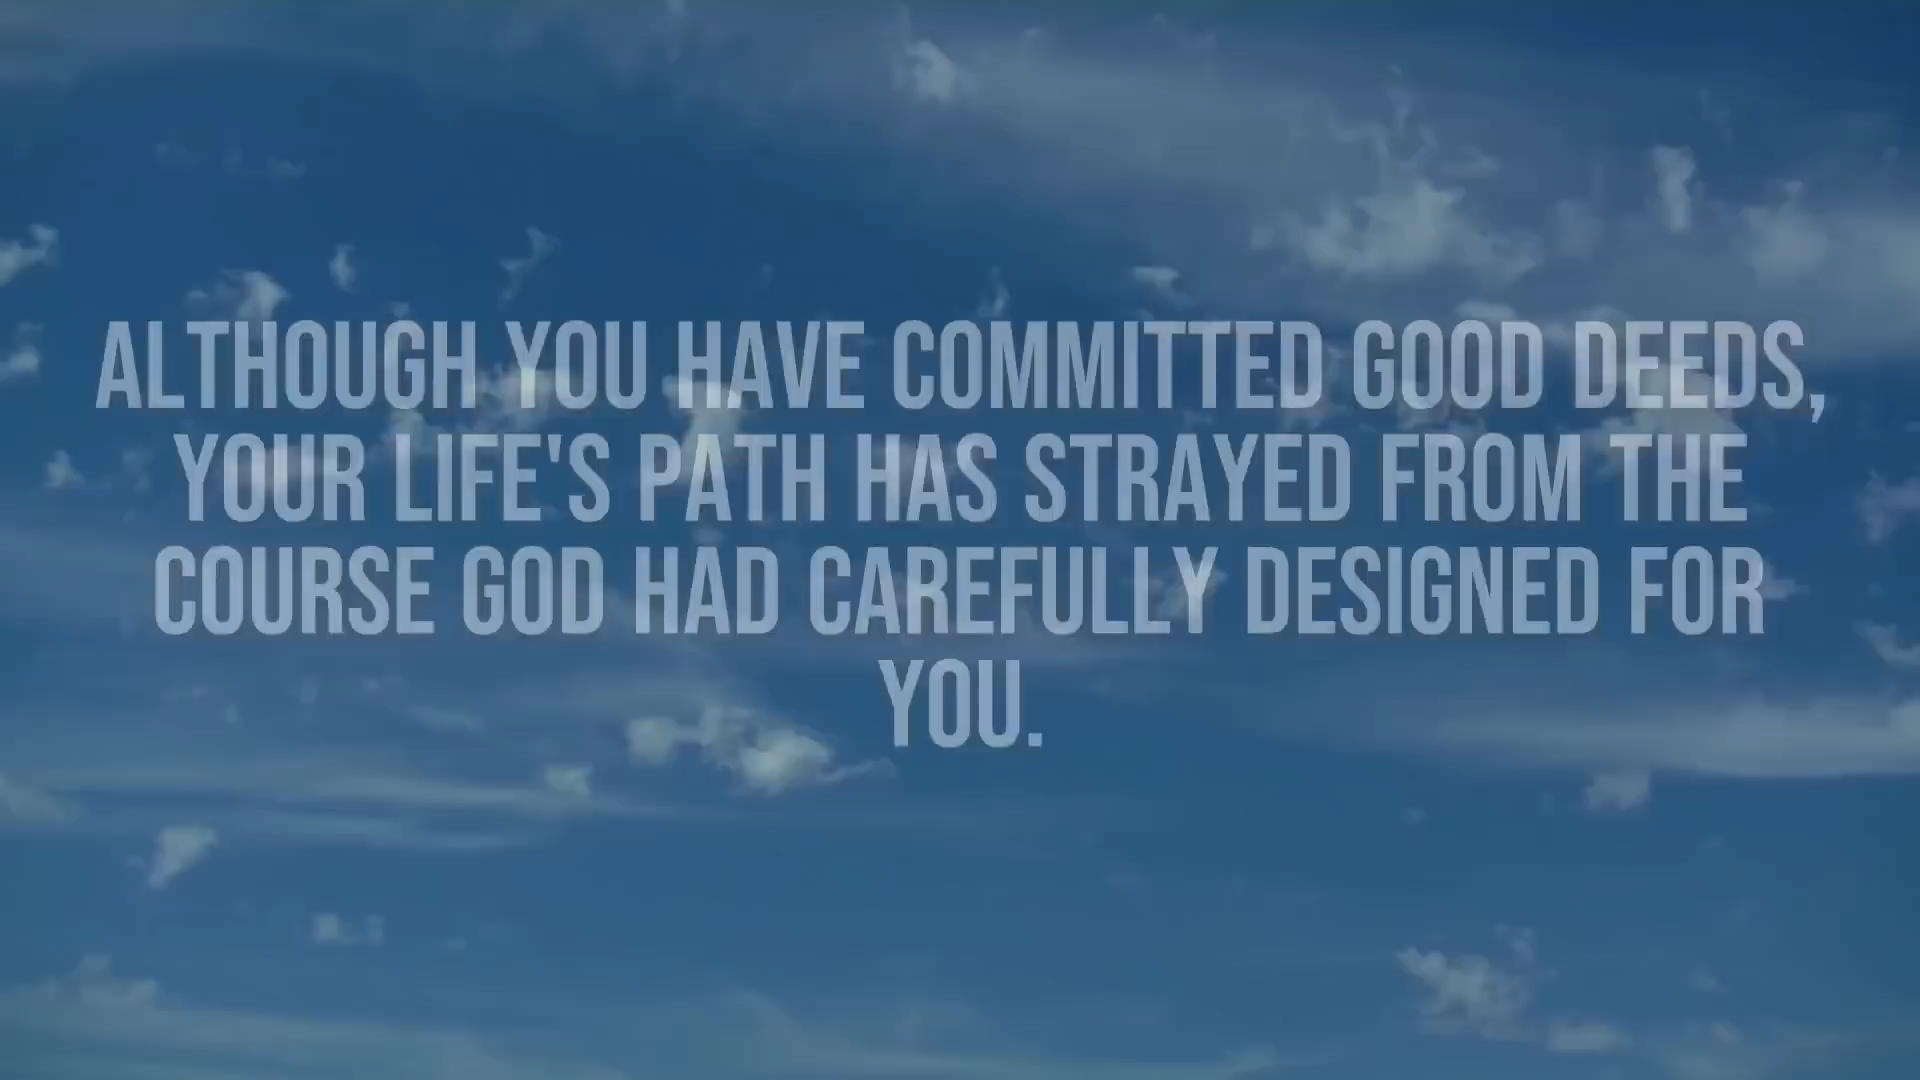 ALTHOUGH YOU HAVE COMMITTED GOOD DEEDS,
YOUR LIFE'S PATH HAS STRAYED FROM THE
COURSE GOD HAD CAREFULLY DESIGNED FOR
YOU.